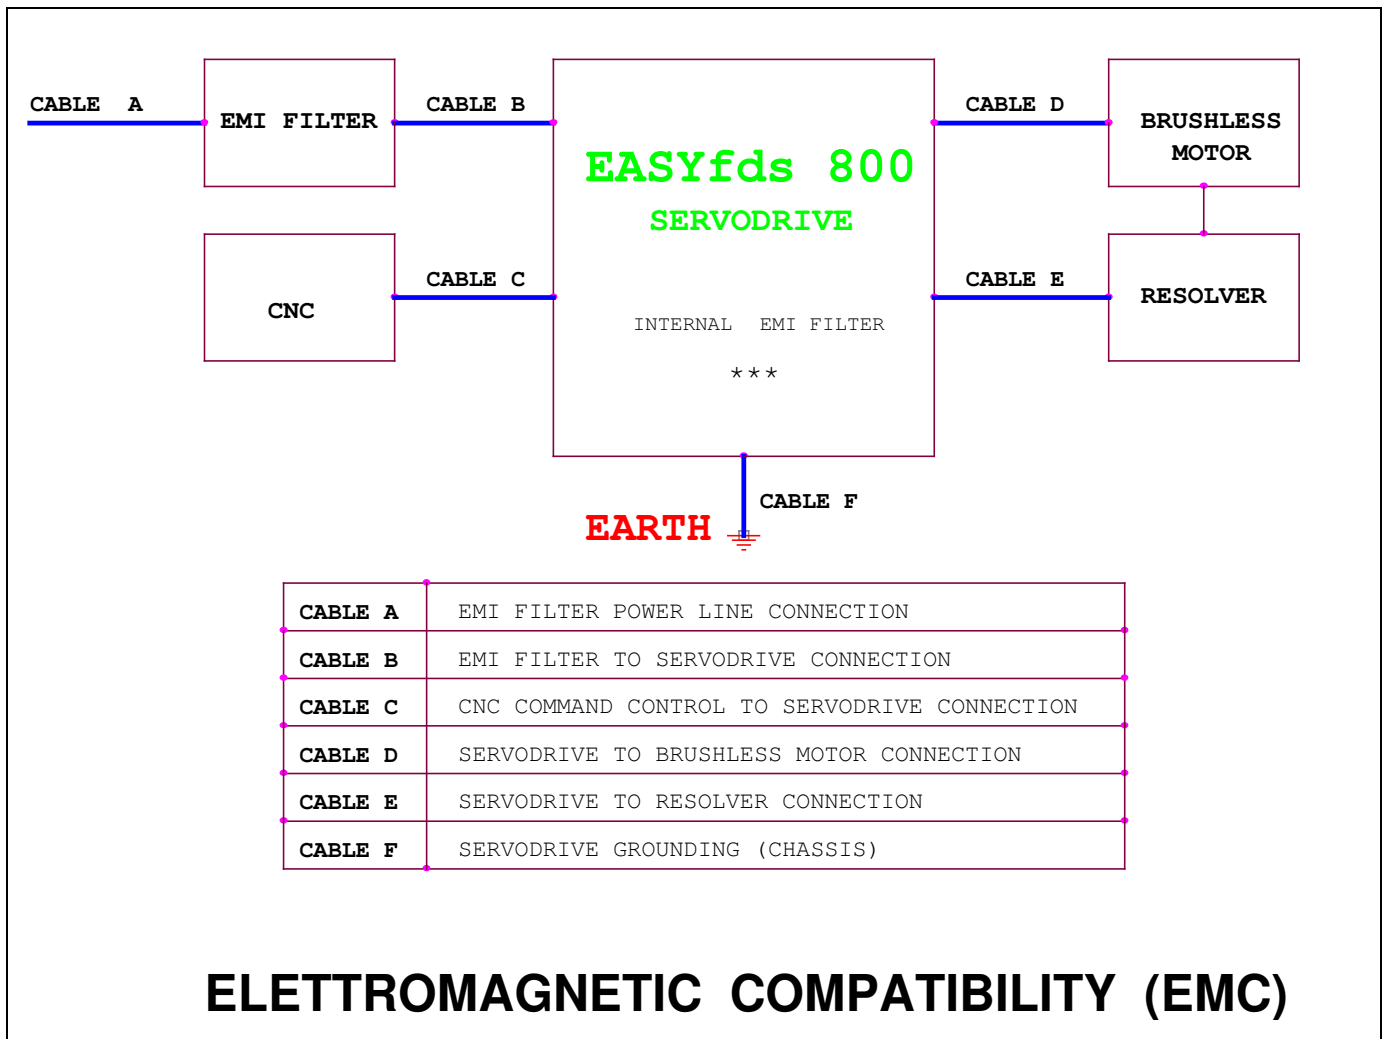 CABLE A
EMI FILTER
CABLE B
EASYfds 800
SERVODRIVE
CABLE D
BRUSHLESS
MOTOR
CNC
CABLE C
INTERNAL EMI FILTER
***
CABLE E
RESOLVER
CABLE F
EARTH
CABLE A EMI FILTER POWER LINE CONNECTION
CABLE B EMI FILTER TO SERVODRIVE CONNECTION
CABLE C CNC COMMAND CONTROL TO SERVODRIVE CONNECTION
CABLE D SERVODRIVE TO BRUSHLESS MOTOR CONNECTION
CABLE E SERVODRIVE TO RESOLVER CONNECTION
CABLE F SERVODRIVE GROUNDING (CHASSIS)
ELETTROMAGNETIC COMPATIBILITY (EMC)